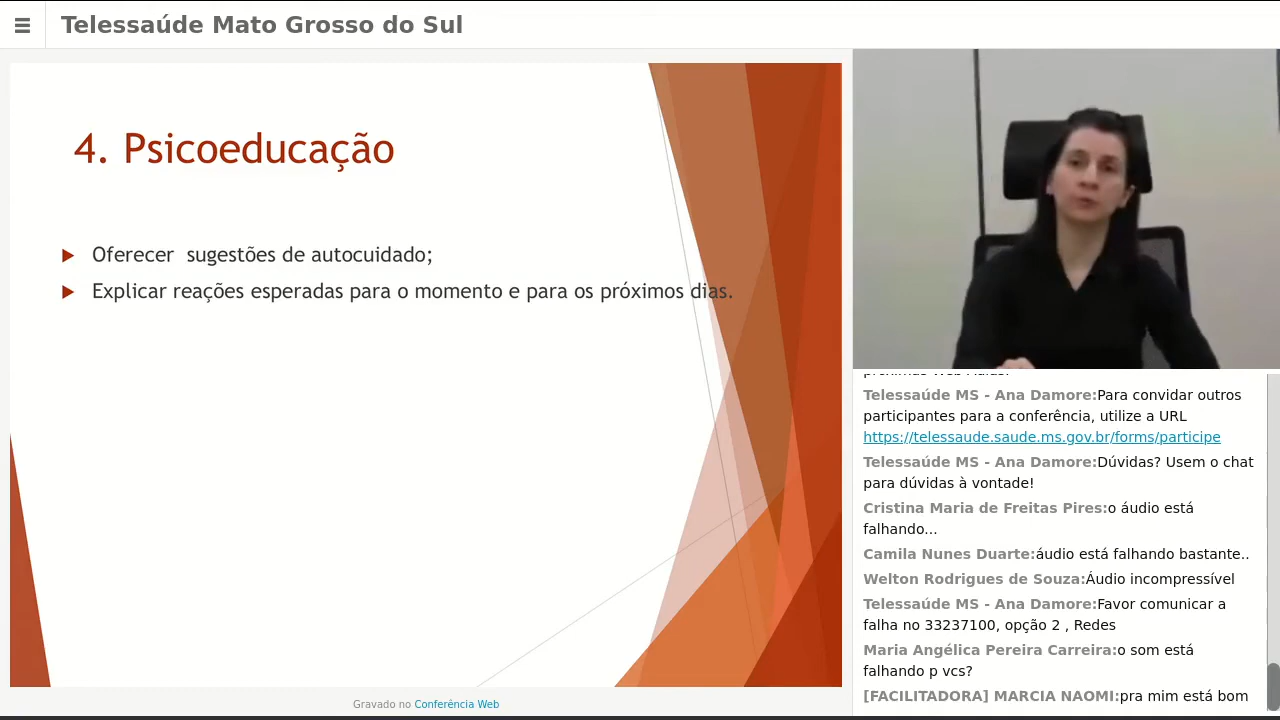 Telessaúde Mato Grosso do Sul
4. Psicoeducação
Oferecer  sugestões de autocuidado;
Explicar reações esperadas para o momento e para os próximos dias.
Gravado no Conferência Web
Telessaúde MS - Ana Damore:Para convidar outros
participantes para a conferência, utilize a URL
https://telessaude.saude.ms.gov.br/forms/participe
Telessaúde MS - Ana Damore:Dúvidas? Usem o chat
para dúvidas à vontade!
Cristina Maria de Freitas Pires:o áudio está
falhando...
Camila Nunes Duarte:áudio está falhando bastante..
Welton Rodrigues de Souza:Áudio incompressível
Telessaúde MS - Ana Damore:Favor comunicar a
falha no 33237100, opção 2 , Redes
Maria Angélica Pereira Carreira:o som está
falhando p vcs?
[FACILITADORA] MARCIA NAOMI:pra mim está bom